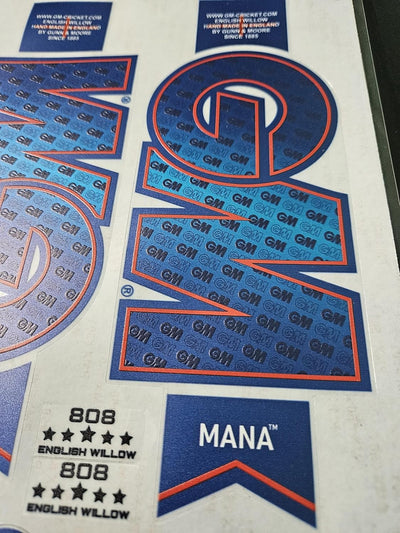 WWW.GM-CRICKET.COM
ENGLISH WILLOW
HAND MADE IN ENGLAND
BY GUNN & MOORE
SINCE 1885
WWW.GM-CRICKET.COM
ENGLISH WILLOW
HAND MADE IN ENGLAND
BY GUNN & MOORE
SINCE 1885
GM
®
GM
®
808
★★★★★
ENGLISH WILLOW
808
★★★★★
ENGLISH WILLOW
MANA™